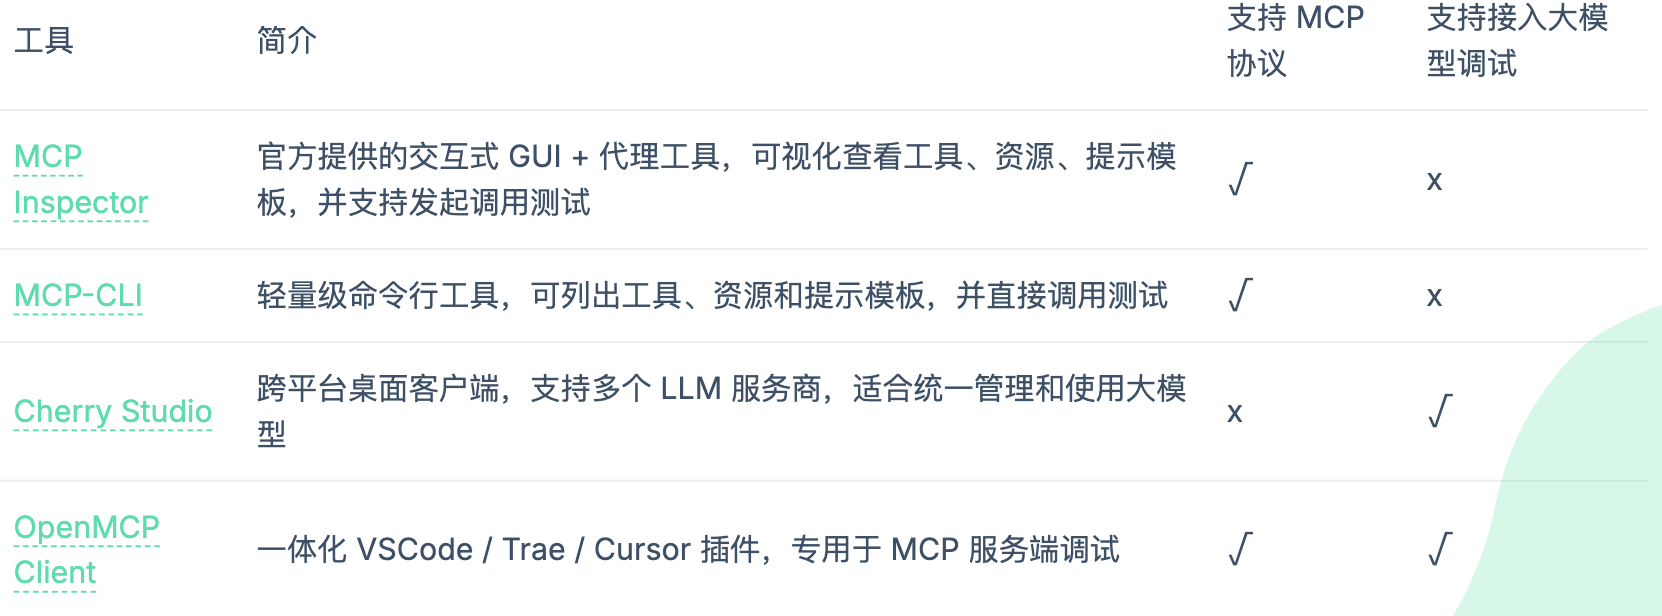 工具 简介 支持 MCP 协议 支持接入大模型调试
MCP Inspector 官方提供的交互式 GUI + 代理工具，可视化查看工具、资源、提示模板，并支持发起调用测试 √ x
MCP-CLI 轻量级命令行工具，可列出工具、资源和提示模板，并直接调用测试 √ x
Cherry Studio 跨平台桌面客户端，支持多个 LLM 服务商，适合统一管理和使用大模型 x √
OpenMCP Client 一体化 VSCode / Trae / Cursor 插件，专用于 MCP 服务端调试 √ √